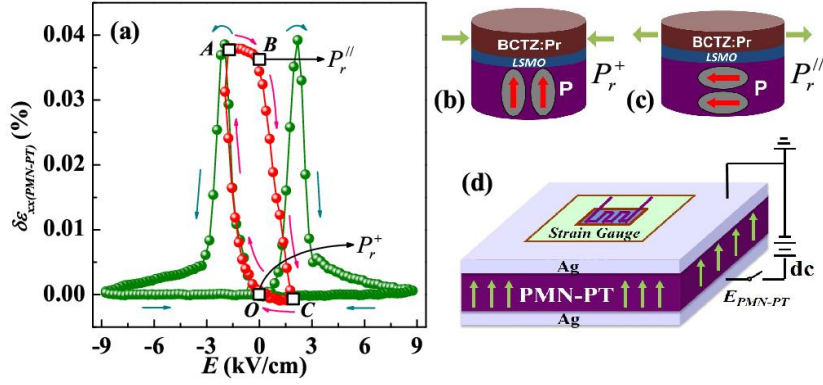 (a)
A
B
P_r^//
P_r^+
O
C
0.04
0.03
0.02
0.01
0.00
δε_xx(PMN-PT) (%)
-9 -6 -3 0 3 6 9
E (kV/cm)
BCTZ:Pr
LSMO
P
P_r^+
(b)
BCTZ:Pr
LSMO
P
P_r^//
(c)
(d)
Strain Gauge
Ag
PMN-PT
Ag
dc
E_PMN-PT